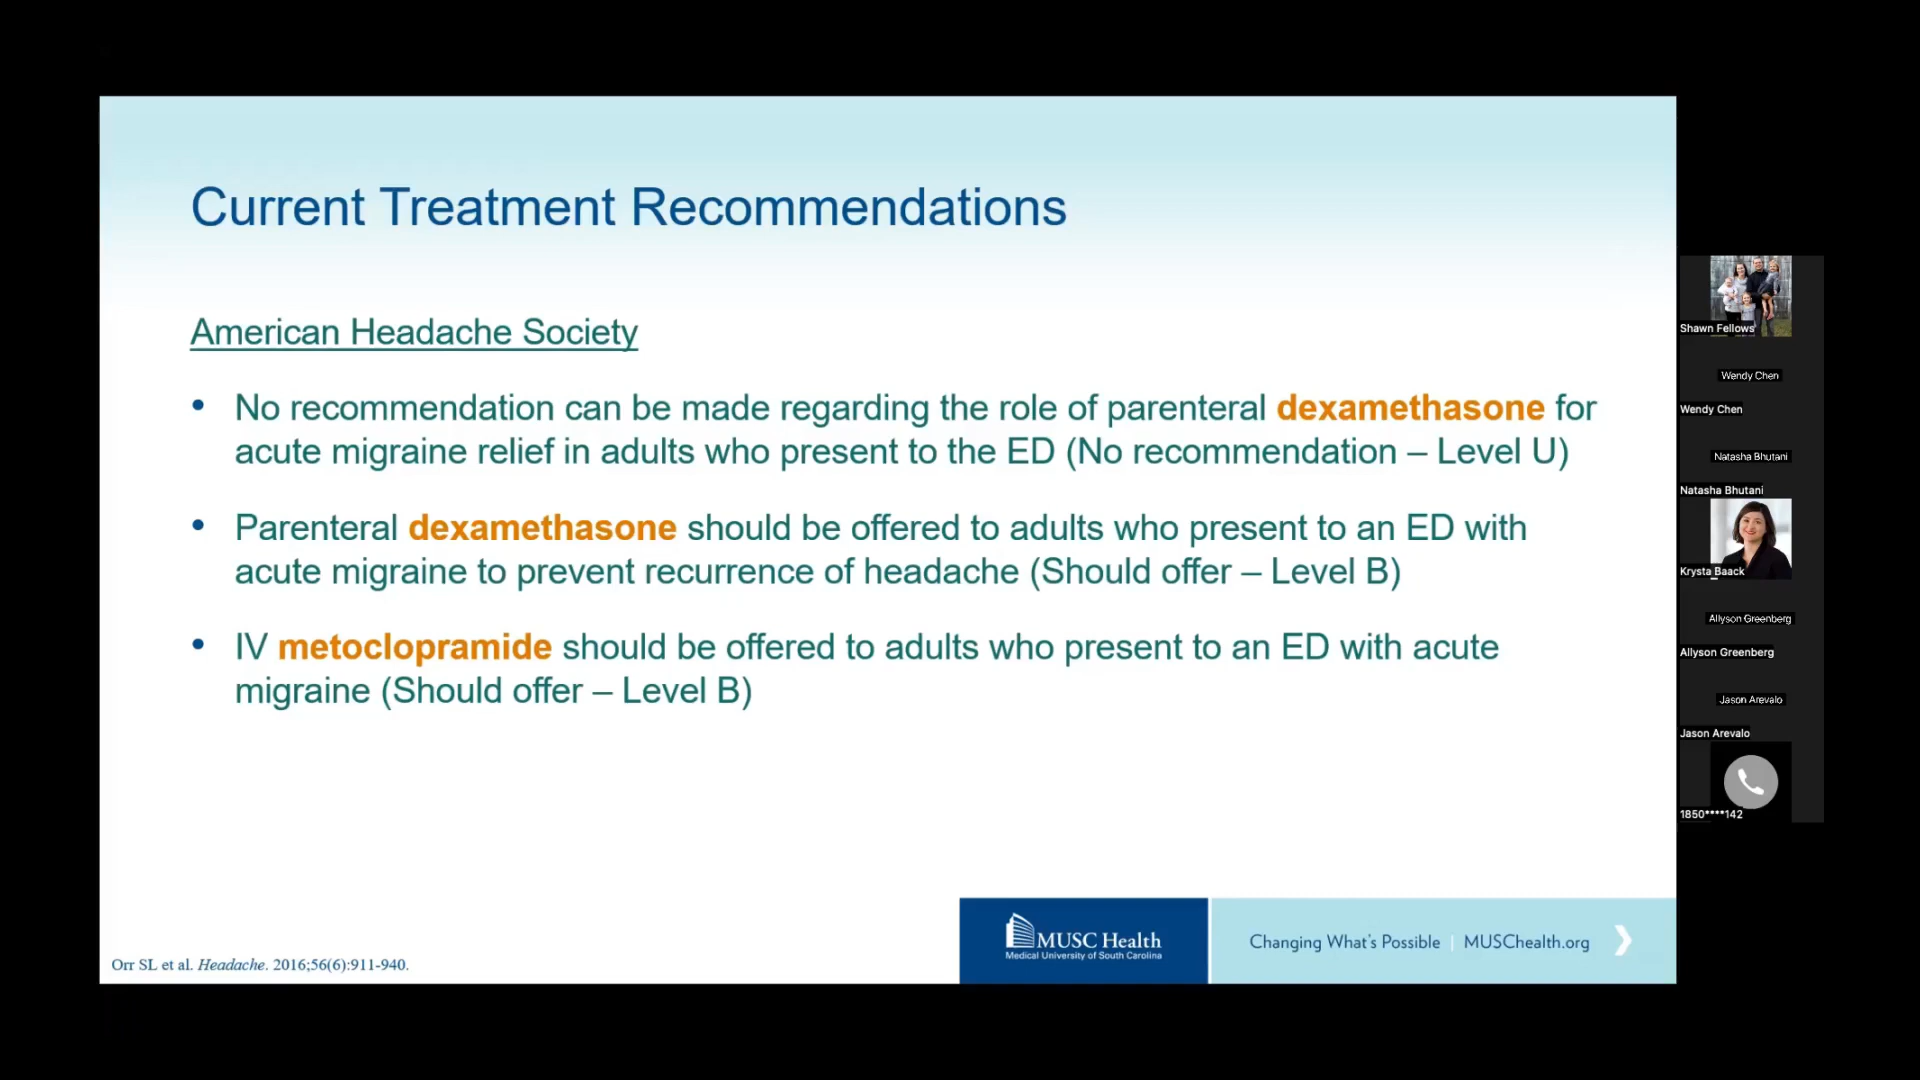 Current Treatment Recommendations
American Headache Society
• No recommendation can be made regarding the role of parenteral dexamethasone for
acute migraine relief in adults who present to the ED (No recommendation – Level U)
• Parenteral dexamethasone should be offered to adults who present to an ED with
acute migraine to prevent recurrence of headache (Should offer – Level B)
• IV metoclopramide should be offered to adults who present to an ED with acute
migraine (Should offer – Level B)
Orr SL et al. Headache. 2016;56(6):911-940.
MUSC Health
Medical University of South Carolina
Changing What's Possible | MUSChealth.org
Shawn Fellows
Wendy Chen
Wendy Chen
Natasha Bhutani
Natasha Bhutani
Krysta Baack
Allyson Greenberg
Allyson Greenberg
Jason Arevalo
Jason Arevalo
1850****142